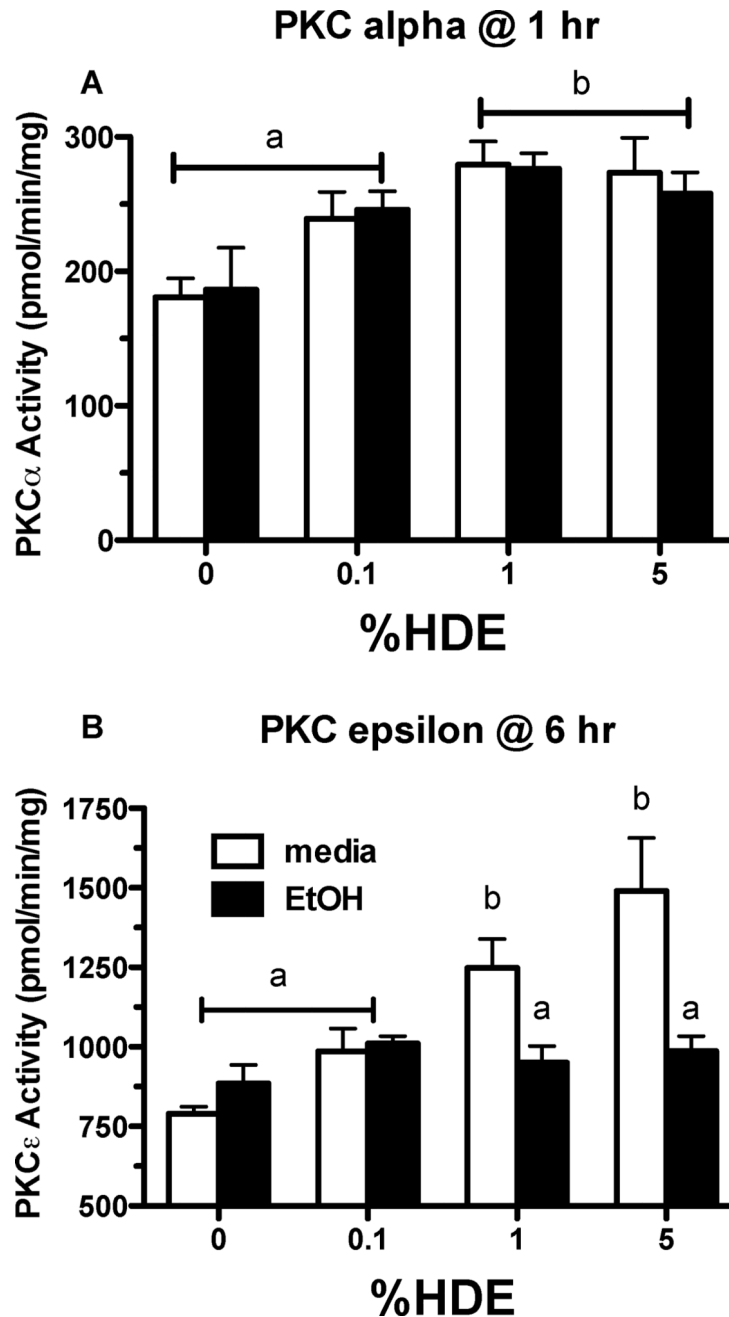 PKC alpha @ 1 hr
A
a
b
300
200
100
0
PKCα Activity (pmol/min/mg)
0 0.1 1 5
%HDE
B
PKC epsilon @ 6 hr
1750
1500
1250
1000
750
500
PKCε Activity (pmol/min/mg)
media
EtOH
a
b
a
b
a
0 0.1 1 5
%HDE